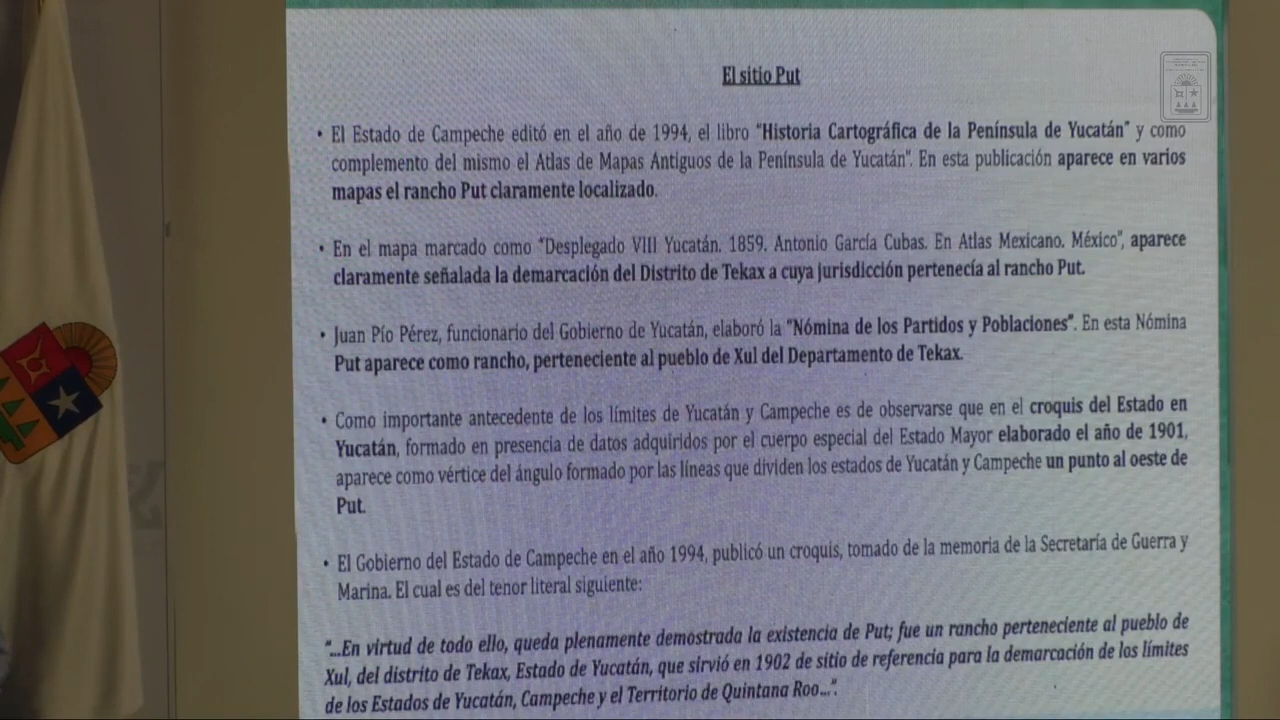 El sitio Put
• El Estado de Campeche editó en el año de 1994, el libro "Historia Cartográfica de la Península de Yucatán" y como
complemento del mismo el Atlas de Mapas Antiguos de la Península de Yucatán". En esta publicación aparece en varios
mapas el rancho Put claramente localizado.
• En el mapa marcado como "Desplegado VIII Yucatán. 1859. Antonio García Cubas. En Atlas Mexicano. México", aparece
claramente señalada la demarcación del Distrito de Tekax a cuya jurisdicción pertenecía al rancho Put.
• Juan Pío Pérez, funcionario del Gobierno de Yucatán, elaboró la "Nómina de los Partidos y Poblaciones". En esta Nómina
Put aparece como rancho, perteneciente al pueblo de Xul del Departamento de Tekax.
• Como importante antecedente de los límites de Yucatán y Campeche es de observarse que en el croquis del Estado en
Yucatán, formado en presencia de datos adquiridos por el cuerpo especial del Estado Mayor elaborado el año de 1901,
aparece como vértice del ángulo formado por las líneas que dividen los estados de Yucatán y Campeche un punto al oeste de
Put.
• El Gobierno del Estado de Campeche en el año 1994, publicó un croquis, tomado de la memoria de la Secretaría de Guerra y
Marina. El cual es del tenor literal siguiente:
"...En virtud de todo ello, queda plenamente demostrada la existencia de Put; fue un rancho perteneciente al pueblo de
Xul, del distrito de Tekax, Estado de Yucatán, que sirvió en 1902 de sitio de referencia para la demarcación de los límites
de los Estados de Yucatán, Campeche y el Territorio de Quintana Roo...".